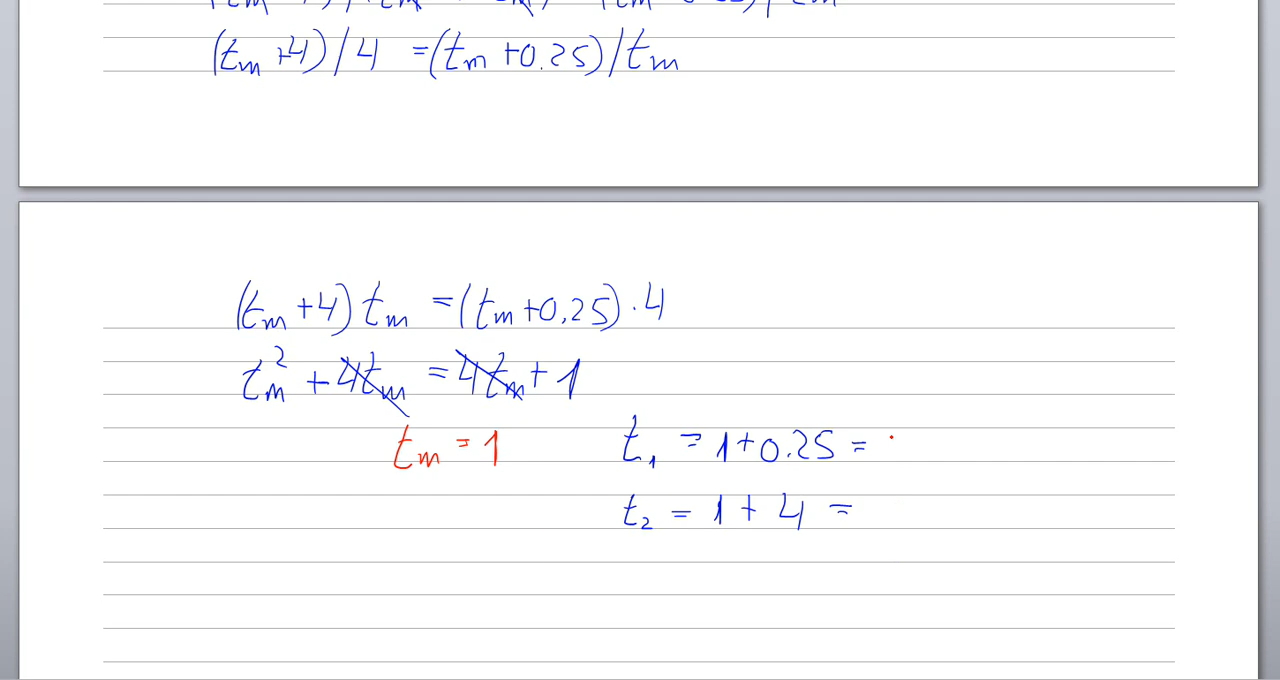 (tm+4)/4 =(tm+0.25)/tm
(tm+4)tm =(tm+0,25).4
tm²+4tm =4tm+1
tm=1
t1 =1+0.25=
t2=1+4=